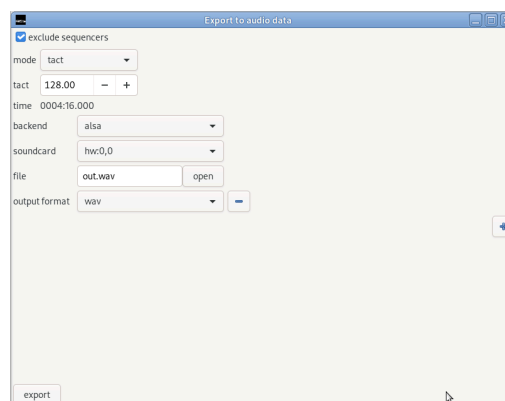 Export to audio data
exclude sequencers
mode tact
tact 128.00 − +
time 0004:16.000
backend alsa
soundcard hw:0,0
file out.wav open
output format wav −
export